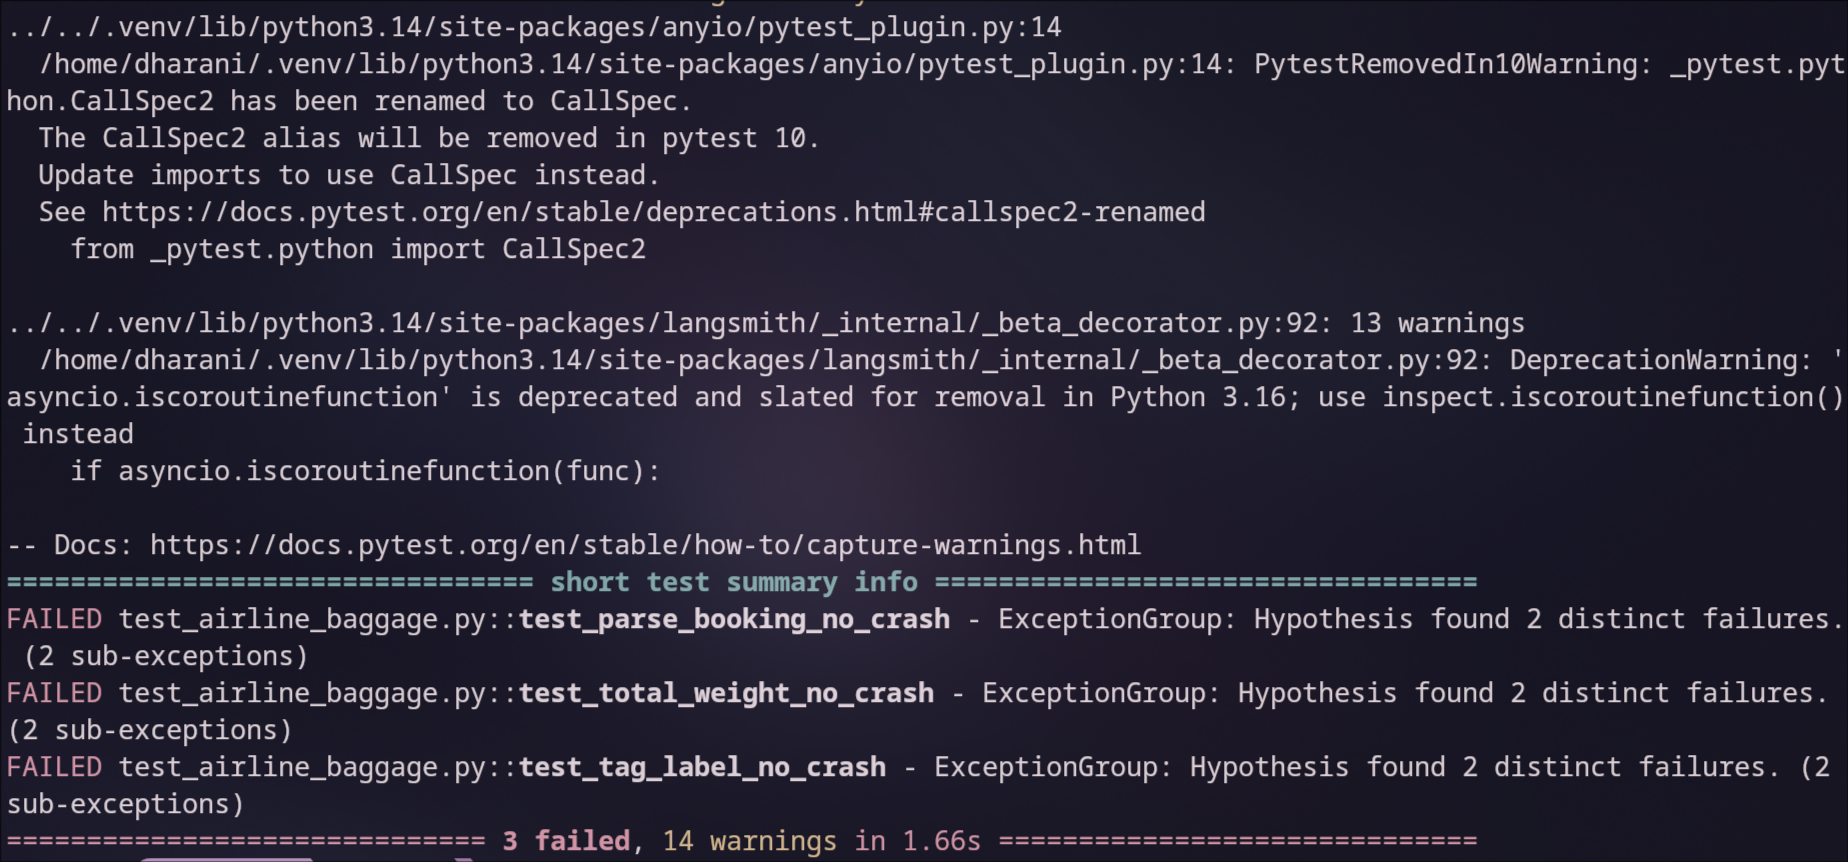 ../../.venv/lib/python3.14/site-packages/anyio/pytest_plugin.py:14
  /home/dharani/.venv/lib/python3.14/site-packages/anyio/pytest_plugin.py:14: PytestRemovedIn10Warning: _pytest.pyt
hon.CallSpec2 has been renamed to CallSpec.
  The CallSpec2 alias will be removed in pytest 10.
  Update imports to use CallSpec instead.
  See https://docs.pytest.org/en/stable/deprecations.html#callspec2-renamed
    from _pytest.python import CallSpec2

../../.venv/lib/python3.14/site-packages/langsmith/_internal/_beta_decorator.py:92: 13 warnings
  /home/dharani/.venv/lib/python3.14/site-packages/langsmith/_internal/_beta_decorator.py:92: DeprecationWarning: '
asyncio.iscoroutinefunction' is deprecated and slated for removal in Python 3.16; use inspect.iscoroutinefunction()
 instead
    if asyncio.iscoroutinefunction(func):

-- Docs: https://docs.pytest.org/en/stable/how-to/capture-warnings.html
================================= short test summary info ==================================
FAILED test_airline_baggage.py::test_parse_booking_no_crash - ExceptionGroup: Hypothesis found 2 distinct failures.
 (2 sub-exceptions)
FAILED test_airline_baggage.py::test_total_weight_no_crash - ExceptionGroup: Hypothesis found 2 distinct failures.
(2 sub-exceptions)
FAILED test_airline_baggage.py::test_tag_label_no_crash - ExceptionGroup: Hypothesis found 2 distinct failures. (2
sub-exceptions)
============================== 3 failed, 14 warnings in 1.66s ==============================